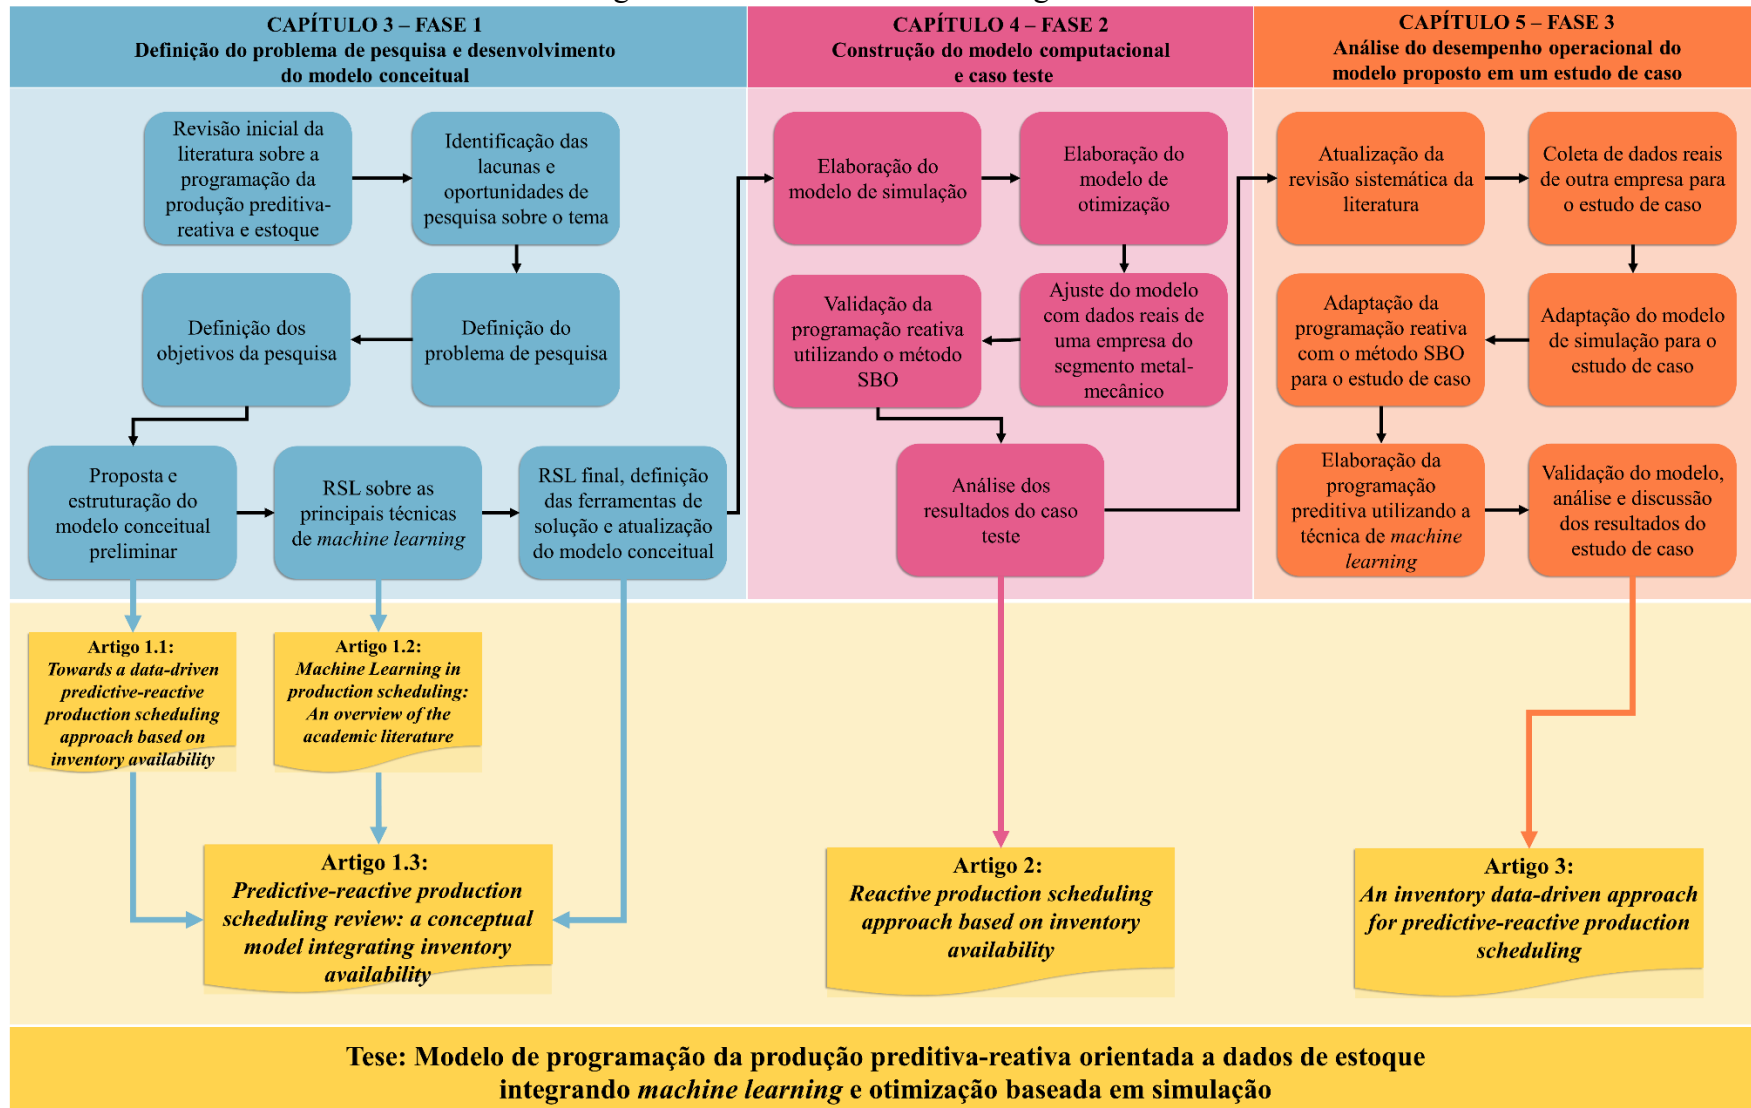 CAPÍTULO 3 – FASE 1
Definição do problema de pesquisa e desenvolvimento
do modelo conceitual
CAPÍTULO 4 – FASE 2
Construção do modelo computacional
e caso teste
CAPÍTULO 5 – FASE 3
Análise do desempenho operacional do
modelo proposto em um estudo de caso
Revisão inicial da
literatura sobre a
programação da
produção preditiva-
reativa e estoque
Identificação das
lacunas e
oportunidades de
pesquisa sobre o tema
Definição dos
objetivos da pesquisa
Definição do
problema de pesquisa
Proposta e
estruturação do
modelo conceitual
preliminar
RSL sobre as
principais técnicas
de machine learning
RSL final, definição
das ferramentas de
solução e atualização
do modelo conceitual
Elaboração do
modelo de simulação
Elaboração do
modelo de
otimização
Validação da
programação reativa
utilizando o método
SBO
Ajuste do modelo
com dados reais de
uma empresa do
segmento metal-
mecânico
Análise dos
resultados do caso
teste
Atualização da
revisão sistemática da
literatura
Coleta de dados reais
de outra empresa para
o estudo de caso
Adaptação da
programação reativa
com o método SBO
para o estudo de caso
Adaptação do modelo
de simulação para o
estudo de caso
Elaboração da
programação
preditiva utilizando a
técnica de machine
learning
Validação do modelo,
análise e discussão
dos resultados do
estudo de caso
Artigo 1.1:
Towards a data-driven
predictive-reactive
production scheduling
approach based on
inventory availability
Artigo 1.2:
Machine Learning in
production scheduling:
An overview of the
academic literature
Artigo 1.3:
Predictive-reactive production
scheduling review: a conceptual
model integrating inventory
availability
Artigo 2:
Reactive production scheduling
approach based on inventory
availability
Artigo 3:
An inventory data-driven approach
for predictive-reactive production
scheduling
Tese: Modelo de programação da produção preditiva-reativa orientada a dados de estoque
integrando machine learning e otimização baseada em simulação